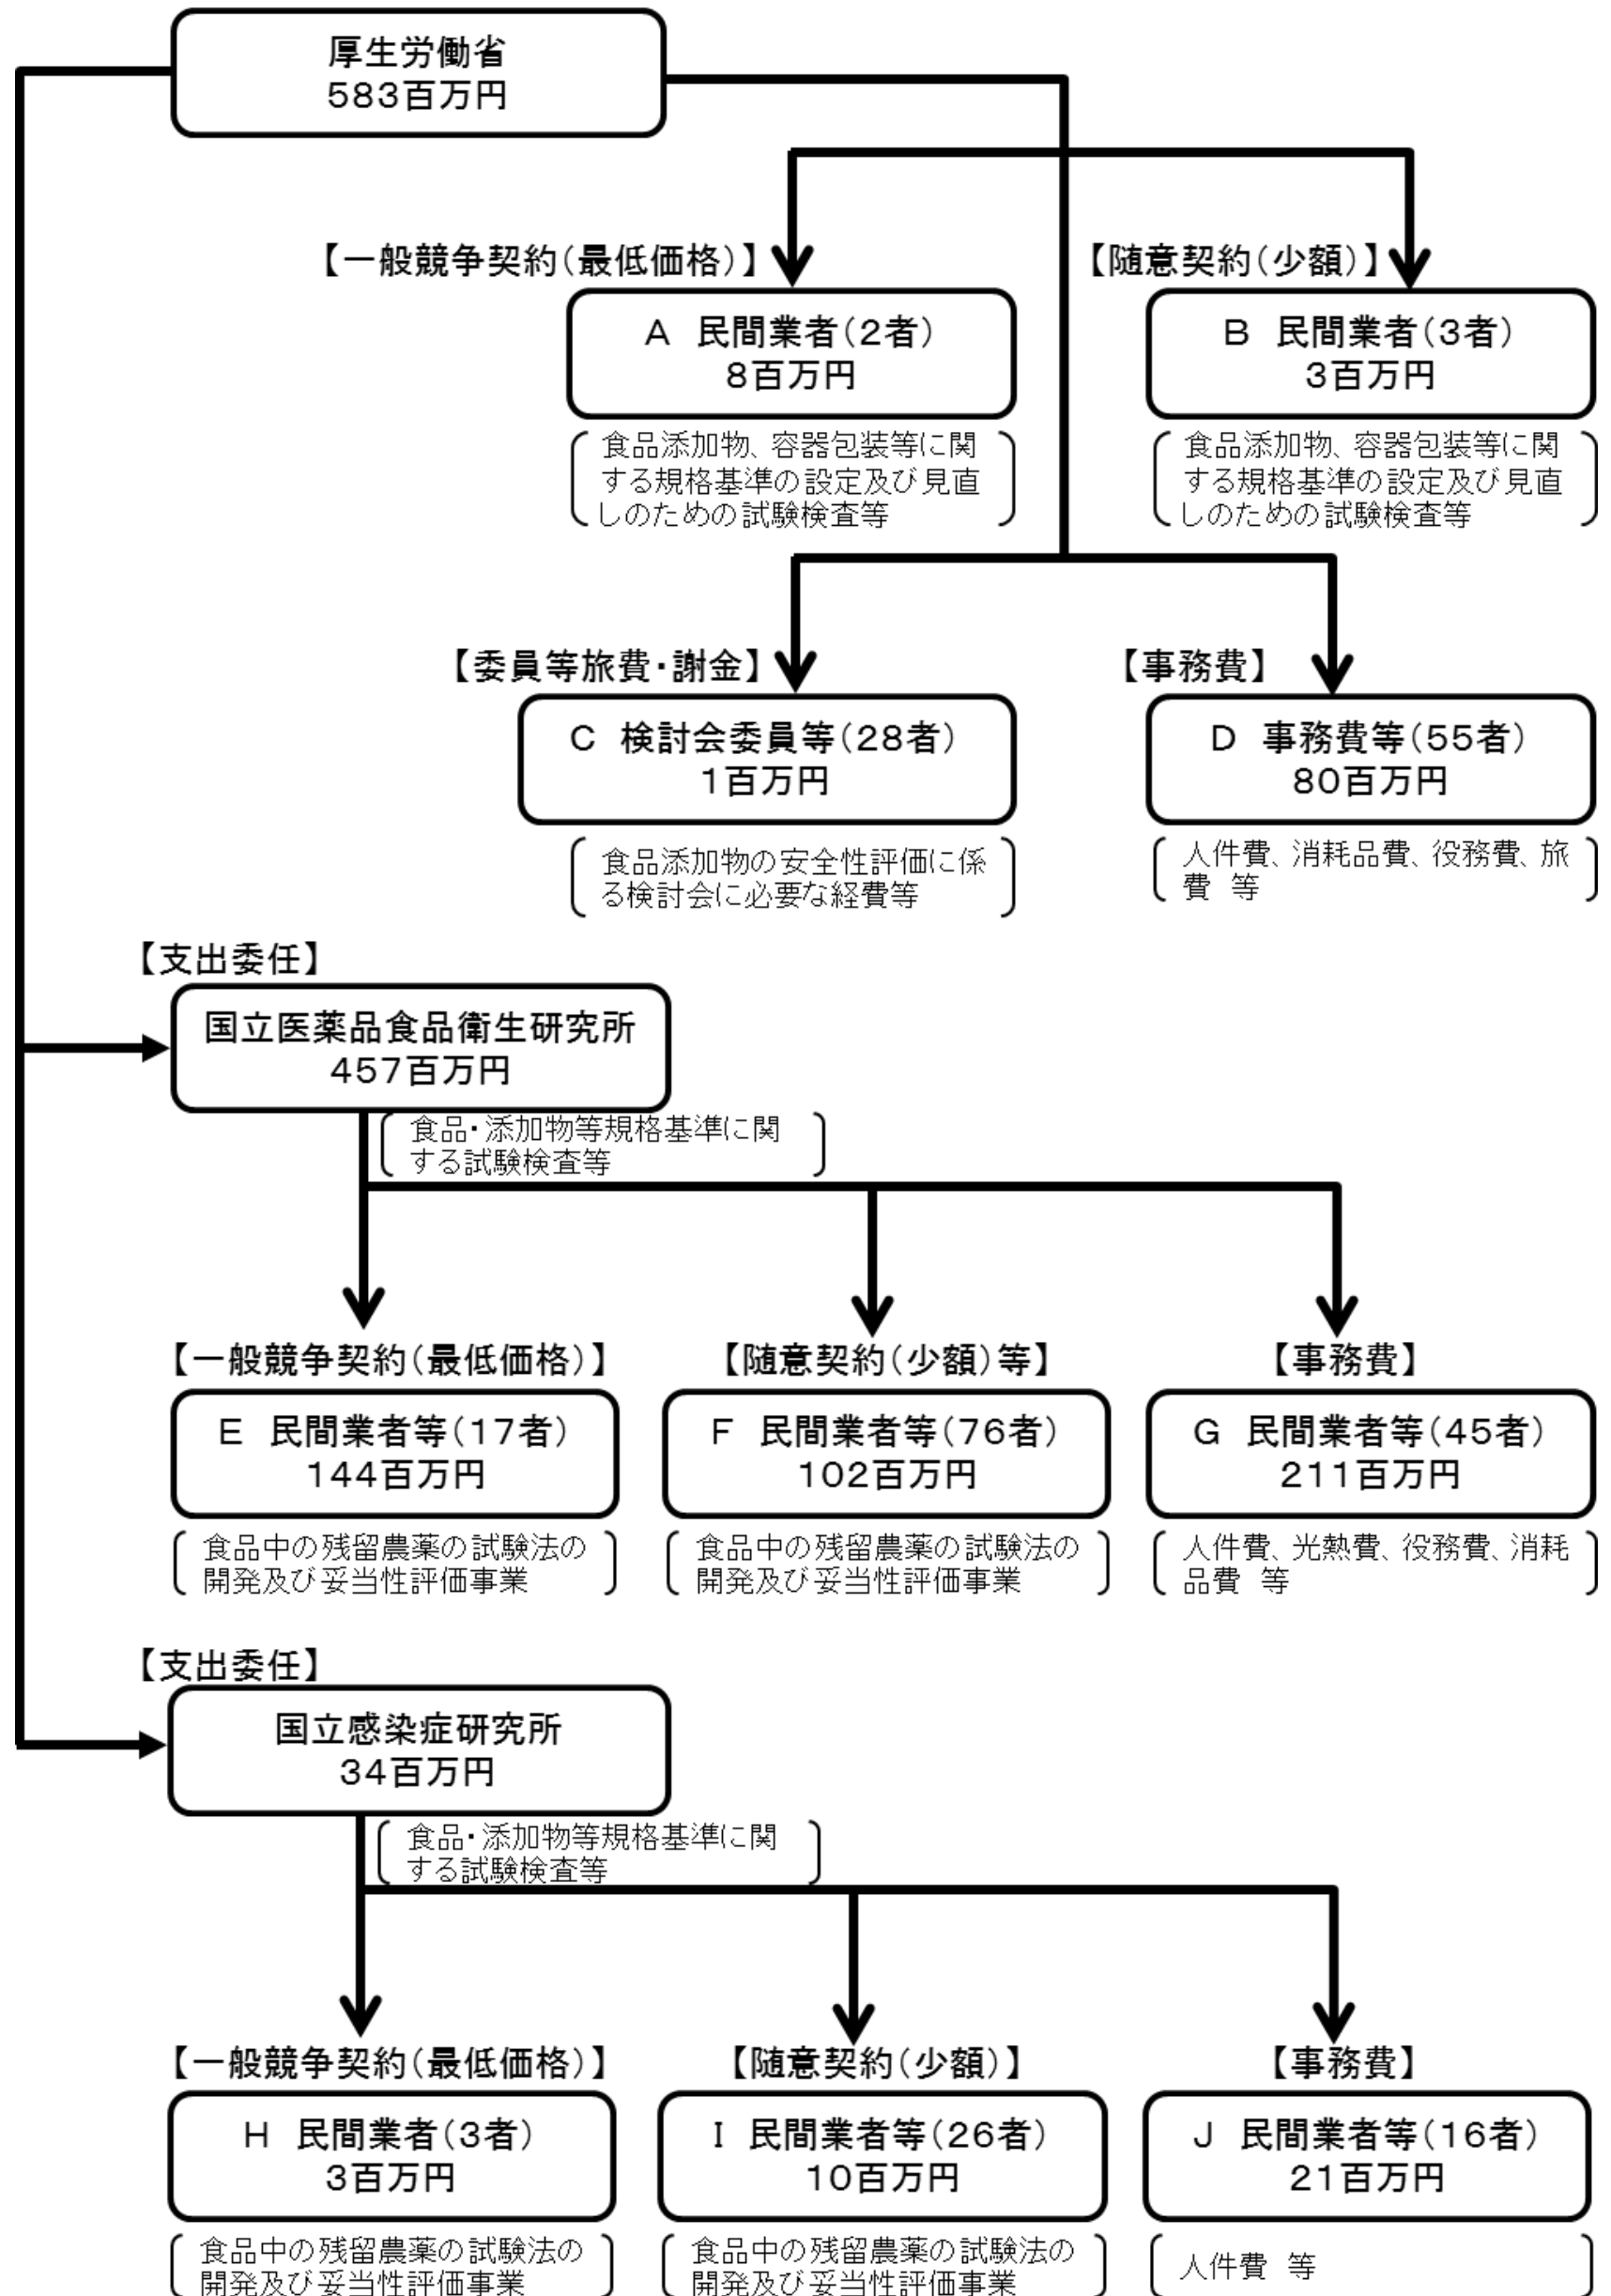 厚生労働省
583百万円
【一般競争契約(最低価格)】
【随意契約(少額)】
A 民間業者(2者)
8百万円
B 民間業者(3者)
3百万円
食品添加物、容器包装等に関
する規格基準の設定及び見直
しのための試験検査等
食品添加物、容器包装等に関
する規格基準の設定及び見直
しのための試験検査等
【委員等旅費・謝金】
【事務費】
C 検討会委員等(28者)
1百万円
D 事務費等(55者)
80百万円
食品添加物の安全性評価に係
る検討会に必要な経費等
人件費、消耗品費、役務費、旅
費 等
【支出委任】
国立医薬品食品衛生研究所
457百万円
食品・添加物等規格基準に関
する試験検査等
【一般競争契約(最低価格)】
【随意契約(少額)等】
【事務費】
E 民間業者等(17者)
144百万円
F 民間業者等(76者)
102百万円
G 民間業者等(45者)
211百万円
食品中の残留農薬の試験法の
開発及び妥当性評価事業
食品中の残留農薬の試験法の
開発及び妥当性評価事業
人件費、光熱費、役務費、消耗
品費 等
【支出委任】
国立感染症研究所
34百万円
食品・添加物等規格基準に関
する試験検査等
【一般競争契約(最低価格)】
【随意契約(少額)】
【事務費】
H 民間業者(3者)
3百万円
I 民間業者等(26者)
10百万円
J 民間業者等(16者)
21百万円
食品中の残留農薬の試験法の
開発及び妥当性評価事業
食品中の残留農薬の試験法の
開発及び妥当性評価事業
人件費 等